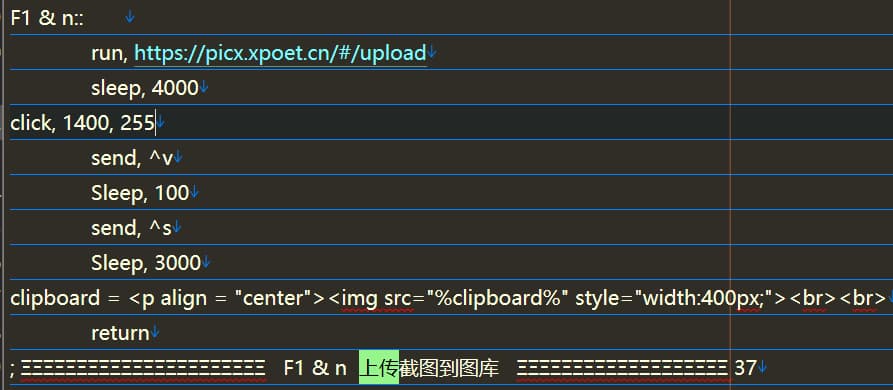 F1 & n::
run, https://picx.xpoet.cn/#/upload
sleep, 4000
click, 1400, 255
send, ^v
Sleep, 100
send, ^s
Sleep, 3000
clipboard = <p align = "center"><img src="%clipboard%" style="width:400px;"><br><br>
return
; ΞΞΞΞΞΞΞΞΞΞΞΞΞΞΞΞΞΞΞΞΞΞ F1 & n 上传截图到图库 ΞΞΞΞΞΞΞΞΞΞΞΞΞΞΞΞΞΞΞ 37